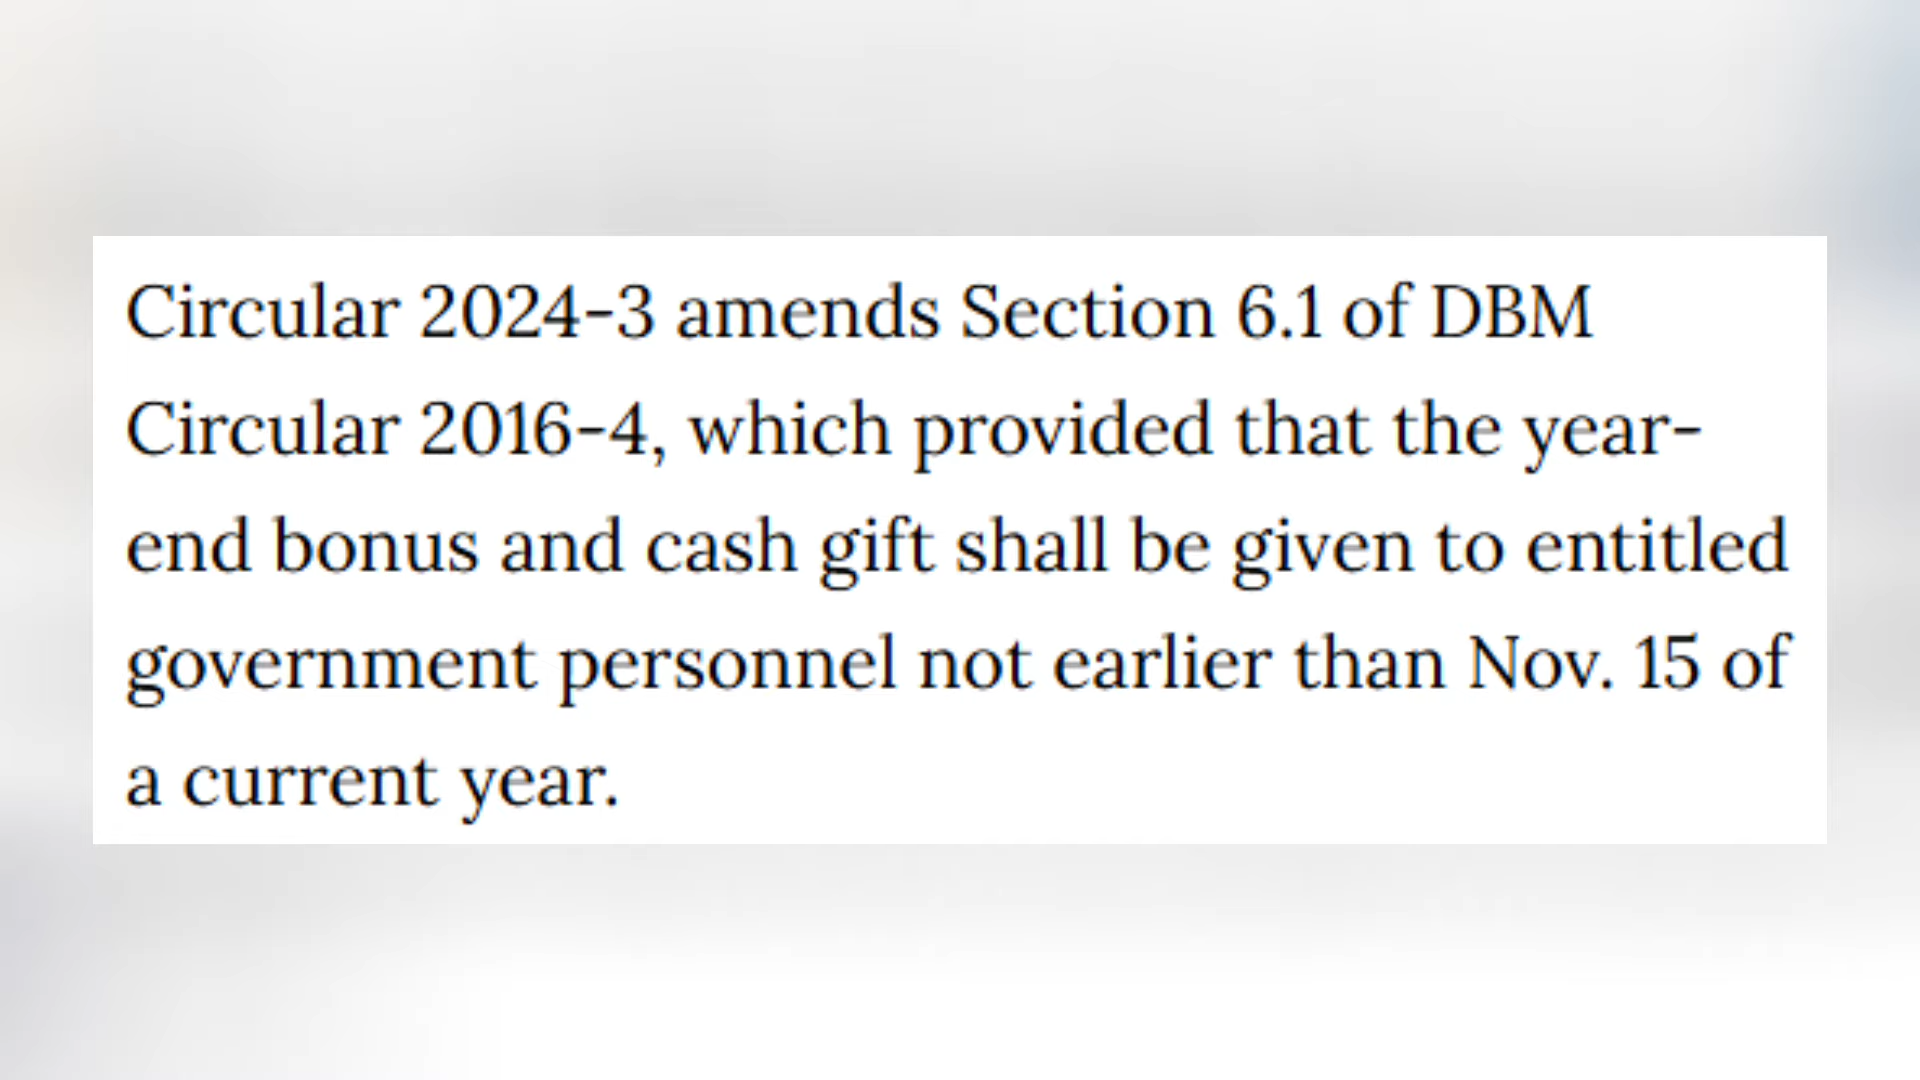 Circular 2024-3 amends Section 6.1 of DBM
Circular 2016-4, which provided that the year-
end bonus and cash gift shall be given to entitled
government personnel not earlier than Nov. 15 of
a current year.